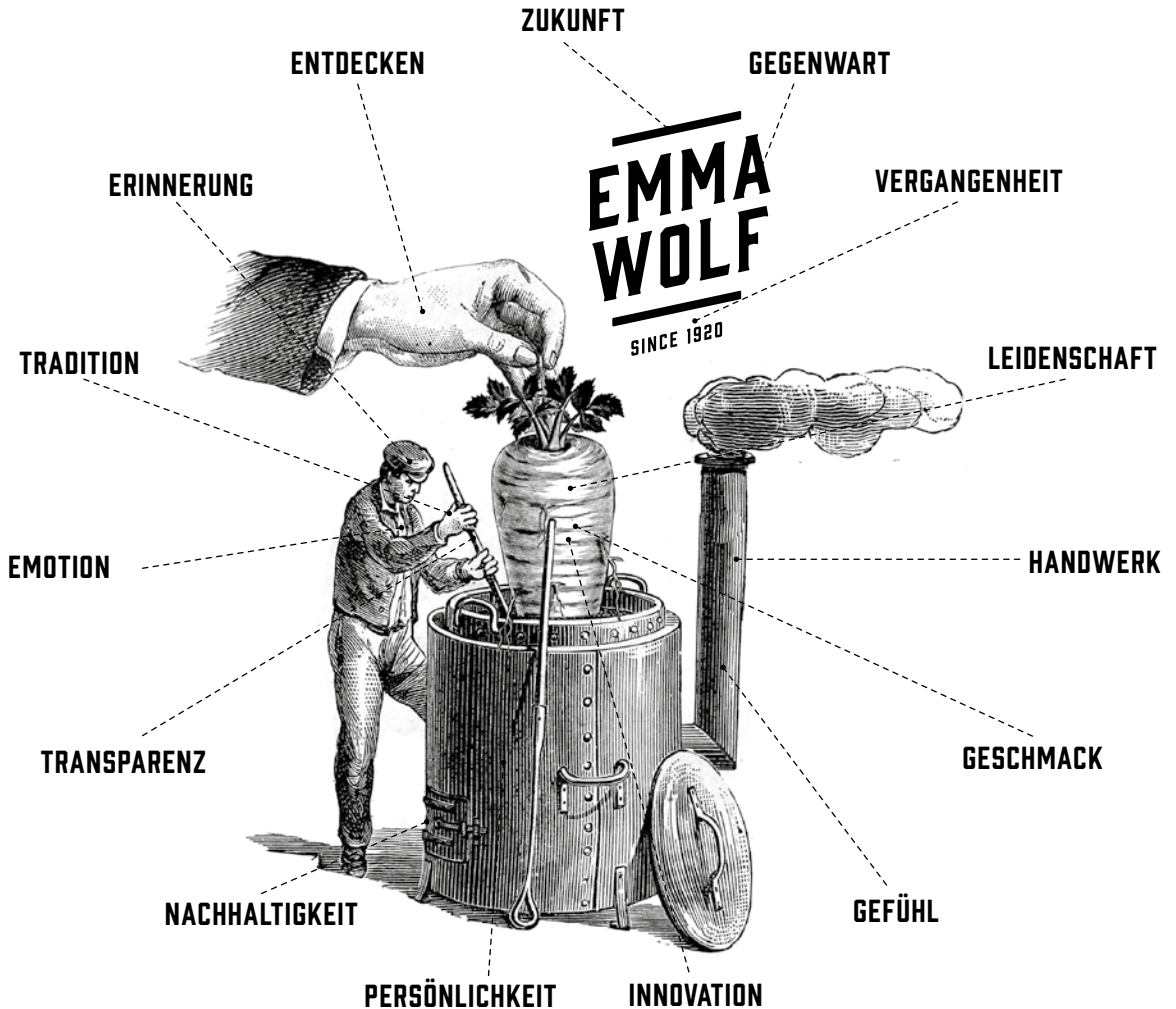 ZUKUNFT
ENTDECKEN
GEGENWART
EMMA
WOLF
SINCE 1920
ERINNERUNG
VERGANGENHEIT
TRADITION
LEIDENSCHAFT
EMOTION
HANDWERK
TRANSPARENZ
GESCHMACK
NACHHALTIGKEIT
GEFÜHL
PERSÖNLICHKEIT
INNOVATION